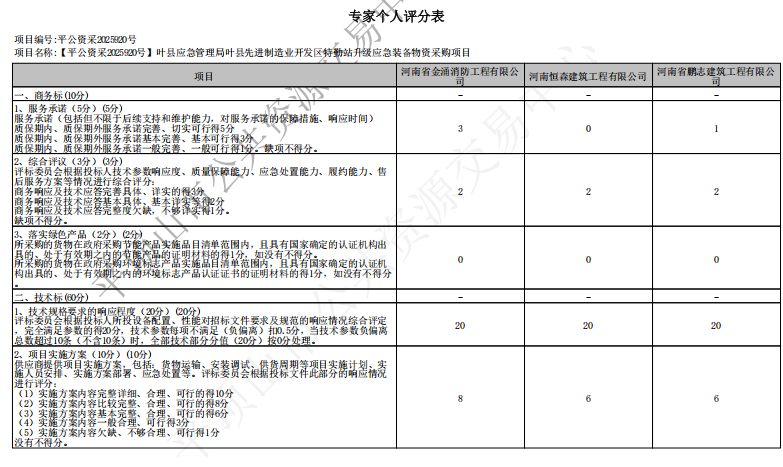 专家个人评分表
项目编号:平公资采2025920号
项目名称:【平公资采2025920号】叶县应急管理局叶县先进制造业开发区特勤站升级应急装备物资采购项目
项目 河南省金涌消防工程有限公司 河南恒森建筑工程有限公司 河南省鹏志建筑工程有限公司
一、商务标(10分) - - -
1、服务承诺（5分）(5分)
服务承诺（包括但不限于后续支持和维护能力，对服务承诺的保障措施、响应时间）
质保期内、质保期外服务承诺完善、切实可行得5分
质保期内、质保期外服务承诺基本完善、基本可行得3分
质保期内、质保期外服务承诺一般完善、一般可行得1分。缺项不得分。
3 0 1
2、综合评议（3分）(3分)
评标委员会根据投标人技术参数响应度、质量保障能力、应急处置能力、履约能力、售
后服务方案等情况进行综合评分：
商务响应及技术应答完善具体、详实的得3分
商务响应及技术应答基本具体、基本详实等得2分
商务响应及技术应答完整度欠缺，不够详实得1分。
缺项不得分。
2 2 2
3、落实绿色产品（2分）(2分)
所采购的货物在政府采购节能产品实施品目清单范围内，且具有国家确定的认证机构出
具的、处于有效期之内的节能产品的证明材料的得1分，如没有不得分。
所采购的货物在政府采购环境标志产品实施品目清单范围内，且具有国家确定的认证机
构出具的、处于有效期之内的环境标志产品认证证书的证明材料的得1分，如没有不得分
。
0 0 0
二、技术标(60分) - - -
1、技术规格要求的响应程度（20分）(20分)
评标委员会根据投标人所投设备配置、性能对招标文件要求及规范的响应情况综合评定
，完全满足参数的得20分，技术参数每项不满足（负偏离）扣0.5分，当技术参数负偏离
总数超过10条（不含10条）时，全部技术部分分值（20分）按0分处理。
20 20 20
2、项目实施方案（10分）(10分)
供应商提供项目实施方案，包括：货物运输、安装调试、供货周期等项目实施计划、实
施人员安排、实施方案部署、应急处置等。评标委员会根据投标文件此部分的响应情况
进行评分：
（1）实施方案内容完整详细、合理、可行的得10分
（2）实施方案内容比较完整、合理、可行的得8分
（3）实施方案内容基本完整、合理、可行的得6分
（4）实施方案内容一般合理、可行得3分
（5）实施方案内容欠缺、不够合理、可行得1分
没有不得分。
8 6 6
平顶山市公共资源交易中心